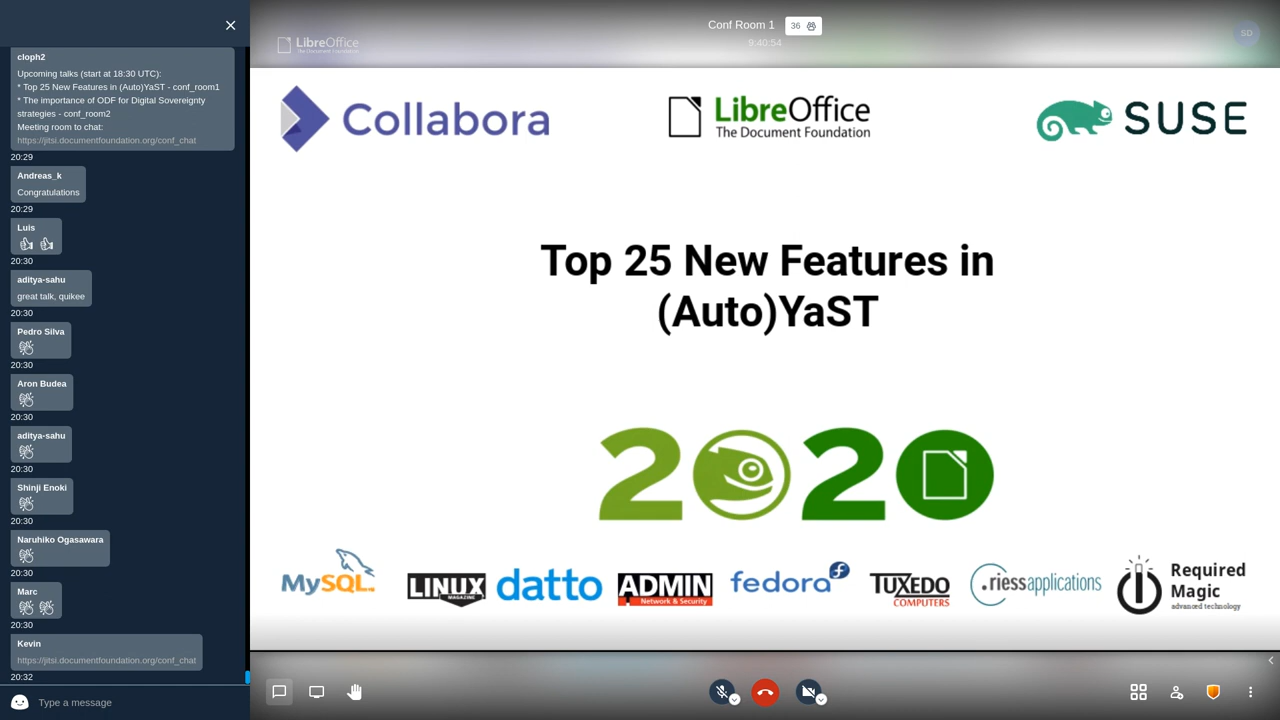 cloph2
Upcoming talks (start at 18:30 UTC):
* Top 25 New Features in (Auto)YaST - conf_room1
* The importance of ODF for Digital Sovereignty
strategies - conf_room2
Meeting room to chat:
https://jitsi.documentfoundation.org/conf_chat
20:29
Andreas_k
Congratulations
20:29
Luis
20:30
aditya-sahu
great talk, quikee
20:30
Pedro Silva
20:30
Aron Budea
20:30
aditya-sahu
20:30
Shinji Enoki
20:30
Naruhiko Ogasawara
20:30
Marc
20:30
Kevin
https://jitsi.documentfoundation.org/conf_chat
20:32
Type a message
LibreOffice
The Document Foundation
Conf Room 1
36
9:40:54
SD
Collabora
LibreOffice
The Document Foundation
SUSE
Top 25 New Features in
(Auto)YaST
2020
MySQL
LINUX
MAGAZINE
datto
ADMIN
Network & Security
fedora
TUXEDO
COMPUTERS
.riessapplications
Required
Magic
advanced technology